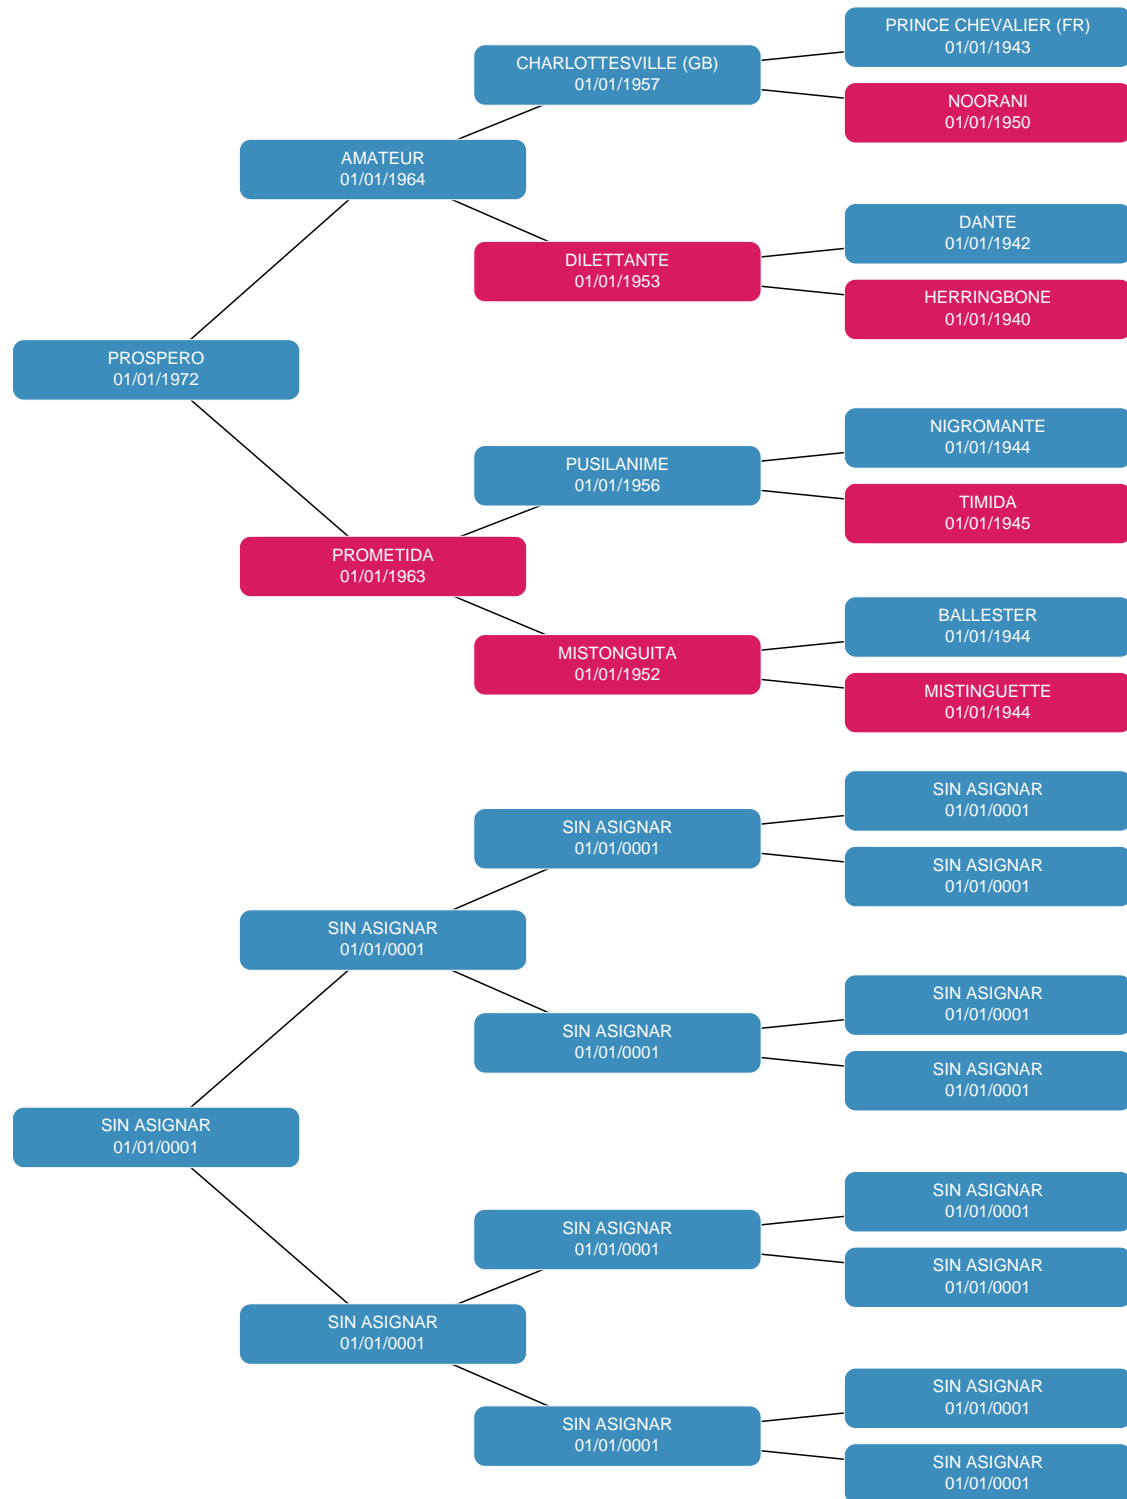 PRINCE CHEVALIER (FR)
01/01/1943
CHARLOTTESVILLE (GB)
01/01/1957
NOORANI
01/01/1950
AMATEUR
01/01/1964
DANTE
01/01/1942
DILETTANTE
01/01/1953
HERRINGBONE
01/01/1940
PROSPERO
01/01/1972
NIGROMANTE
01/01/1944
PUSILANIME
01/01/1956
TIMIDA
01/01/1945
PROMETIDA
01/01/1963
BALLESTER
01/01/1944
MISTONGUITA
01/01/1952
MISTINGUETTE
01/01/1944
SIN ASIGNAR
01/01/0001
SIN ASIGNAR
01/01/0001
SIN ASIGNAR
01/01/0001
SIN ASIGNAR
01/01/0001
SIN ASIGNAR
01/01/0001
SIN ASIGNAR
01/01/0001
SIN ASIGNAR
01/01/0001
SIN ASIGNAR
01/01/0001
SIN ASIGNAR
01/01/0001
SIN ASIGNAR
01/01/0001
SIN ASIGNAR
01/01/0001
SIN ASIGNAR
01/01/0001
SIN ASIGNAR
01/01/0001
SIN ASIGNAR
01/01/0001
SIN ASIGNAR
01/01/0001